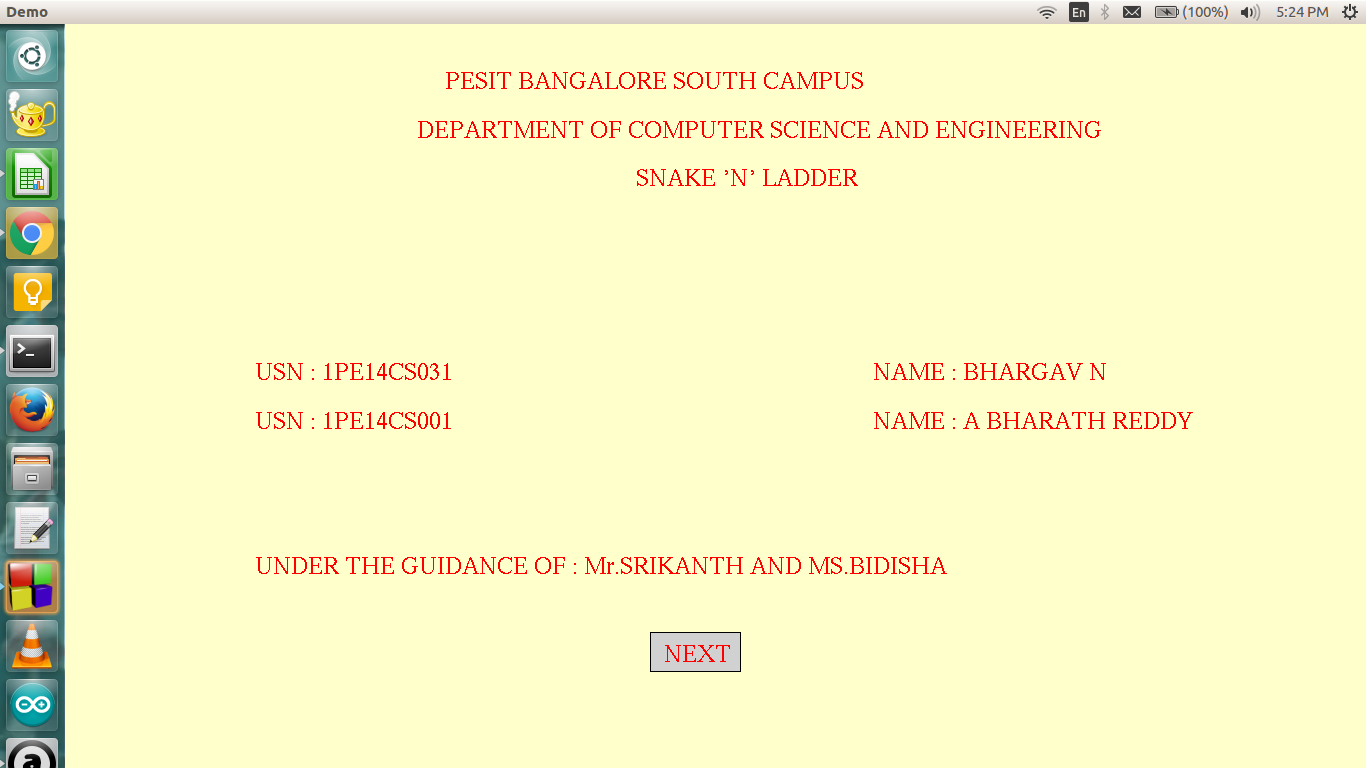 Demo
En
(100%)
5:24 PM
PESIT BANGALORE SOUTH CAMPUS
DEPARTMENT OF COMPUTER SCIENCE AND ENGINEERING
SNAKE ’N’ LADDER
USN : 1PE14CS031 NAME : BHARGAV N
USN : 1PE14CS001 NAME : A BHARATH REDDY
UNDER THE GUIDANCE OF : Mr.SRIKANTH AND MS.BIDISHA
NEXT
a